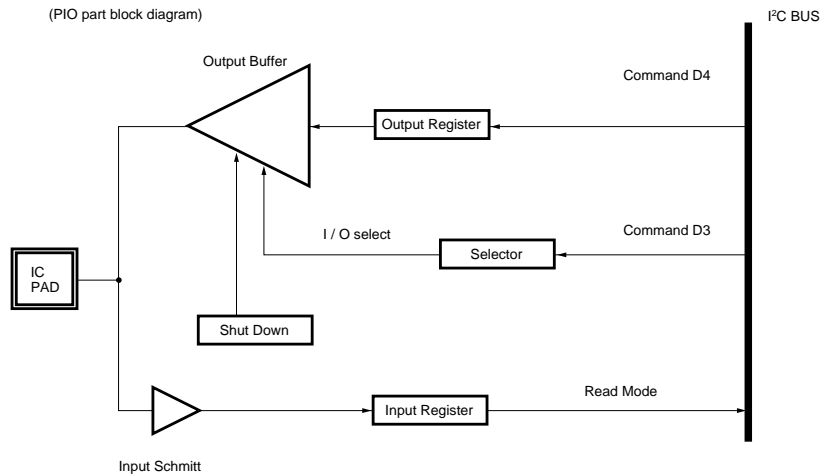 (PIO part block diagram)
I²C BUS
Output Buffer
Command D4
Output Register
I / O select
Command D3
Selector
IC
PAD
Shut Down
Read Mode
Input Register
Input Schmitt